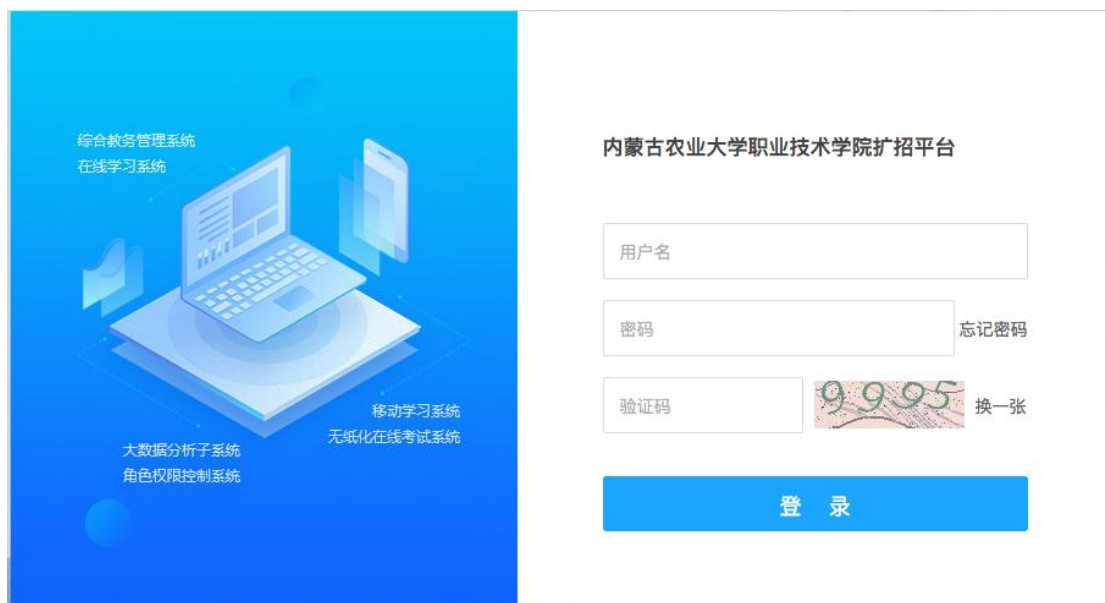 综合教务管理系统
在线学习系统
移动学习系统
无纸化在线考试系统
大数据分析子系统
角色权限控制系统
内蒙古农业大学职业技术学院扩招平台
用户名
密码
忘记密码
验证码
9995
换一张
登 录